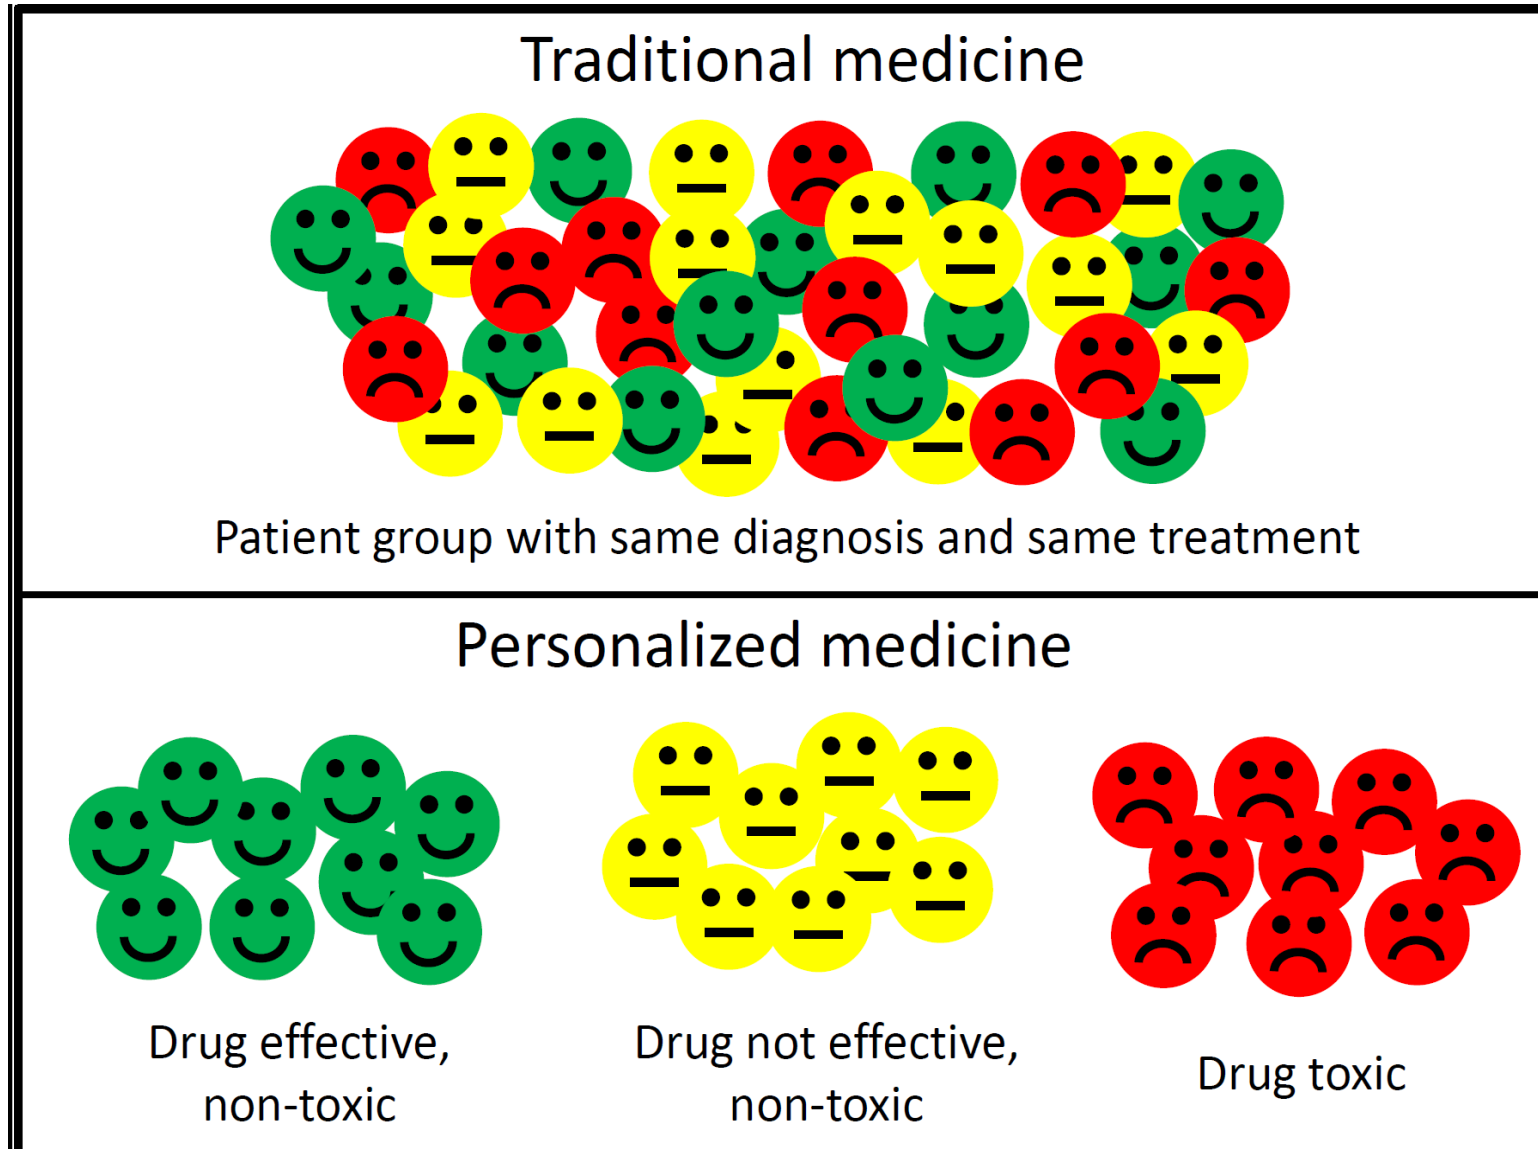 Traditional medicine
Patient group with same diagnosis and same treatment
Personalized medicine
Drug effective,
non-toxic
Drug not effective,
non-toxic
Drug toxic